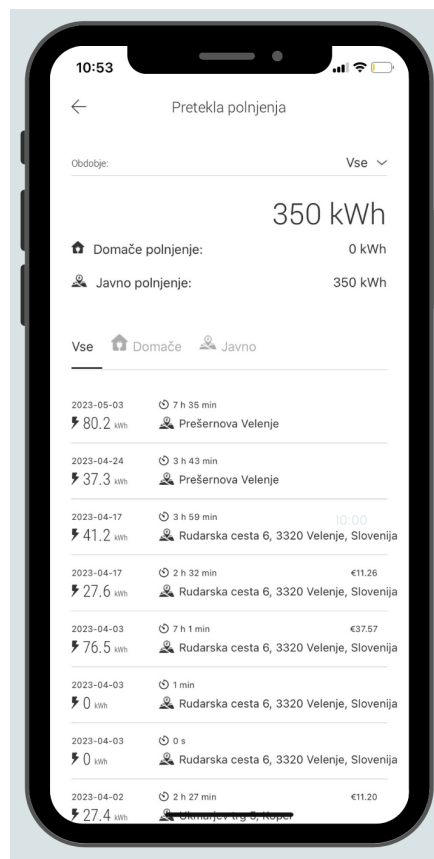 10:53
Pretekla polnjenja
Obdobje: Vse
350 kWh
Domače polnjenje: 0 kWh
Javno polnjenje: 350 kWh
Vse Domače Javno
2023-05-03 7 h 35 min
80.2 kWh Prešernova Velenje
2023-04-24 3 h 43 min
37.3 kWh Prešernova Velenje
2023-04-17 3 h 59 min 10:00
41.2 kWh Rudarska cesta 6, 3320 Velenje, Slovenija
2023-04-17 2 h 32 min €11.26
27.6 kWh Rudarska cesta 6, 3320 Velenje, Slovenija
2023-04-03 7 h 1 min €37.57
76.5 kWh Rudarska cesta 6, 3320 Velenje, Slovenija
2023-04-03 1 min
0 kWh Rudarska cesta 6, 3320 Velenje, Slovenija
2023-04-03 0 s
0 kWh Rudarska cesta 6, 3320 Velenje, Slovenija
2023-04-02 2 h 27 min €11.20
27.4 kWh Ukmarjev trg 5, Koper